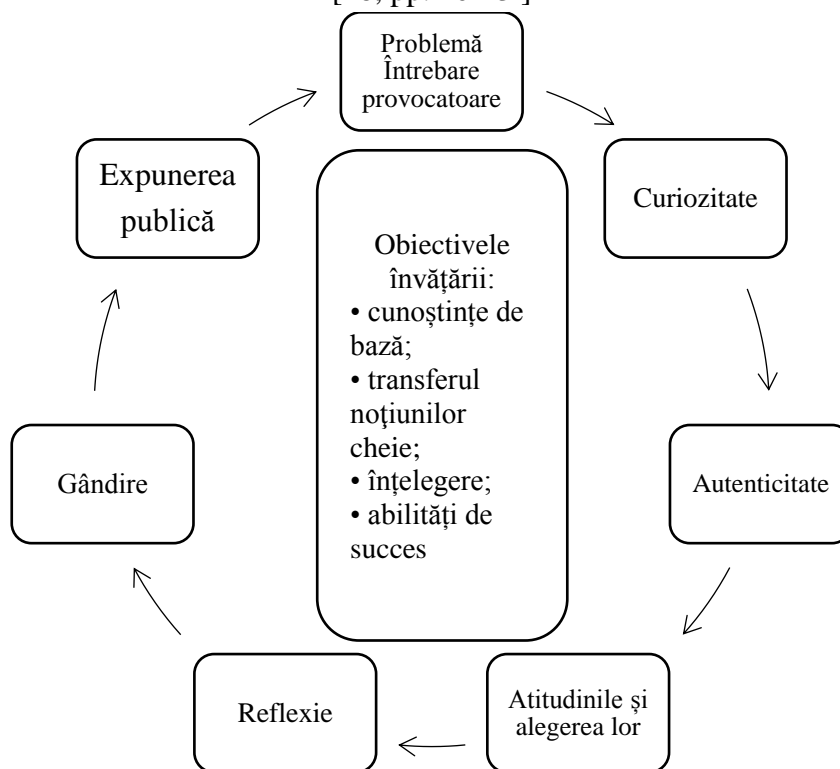 Problemă
Întrebare
provocatoare
Curiozitate
Autenticitate
Atitudinile și
alegerea lor
Reflexie
Gândire
Expunerea
publică
Obiectivele
învățării:
• cunoștințe de
bază;
• transferul
noţiunilor
cheie;
• înțelegere;
• abilități de
succes